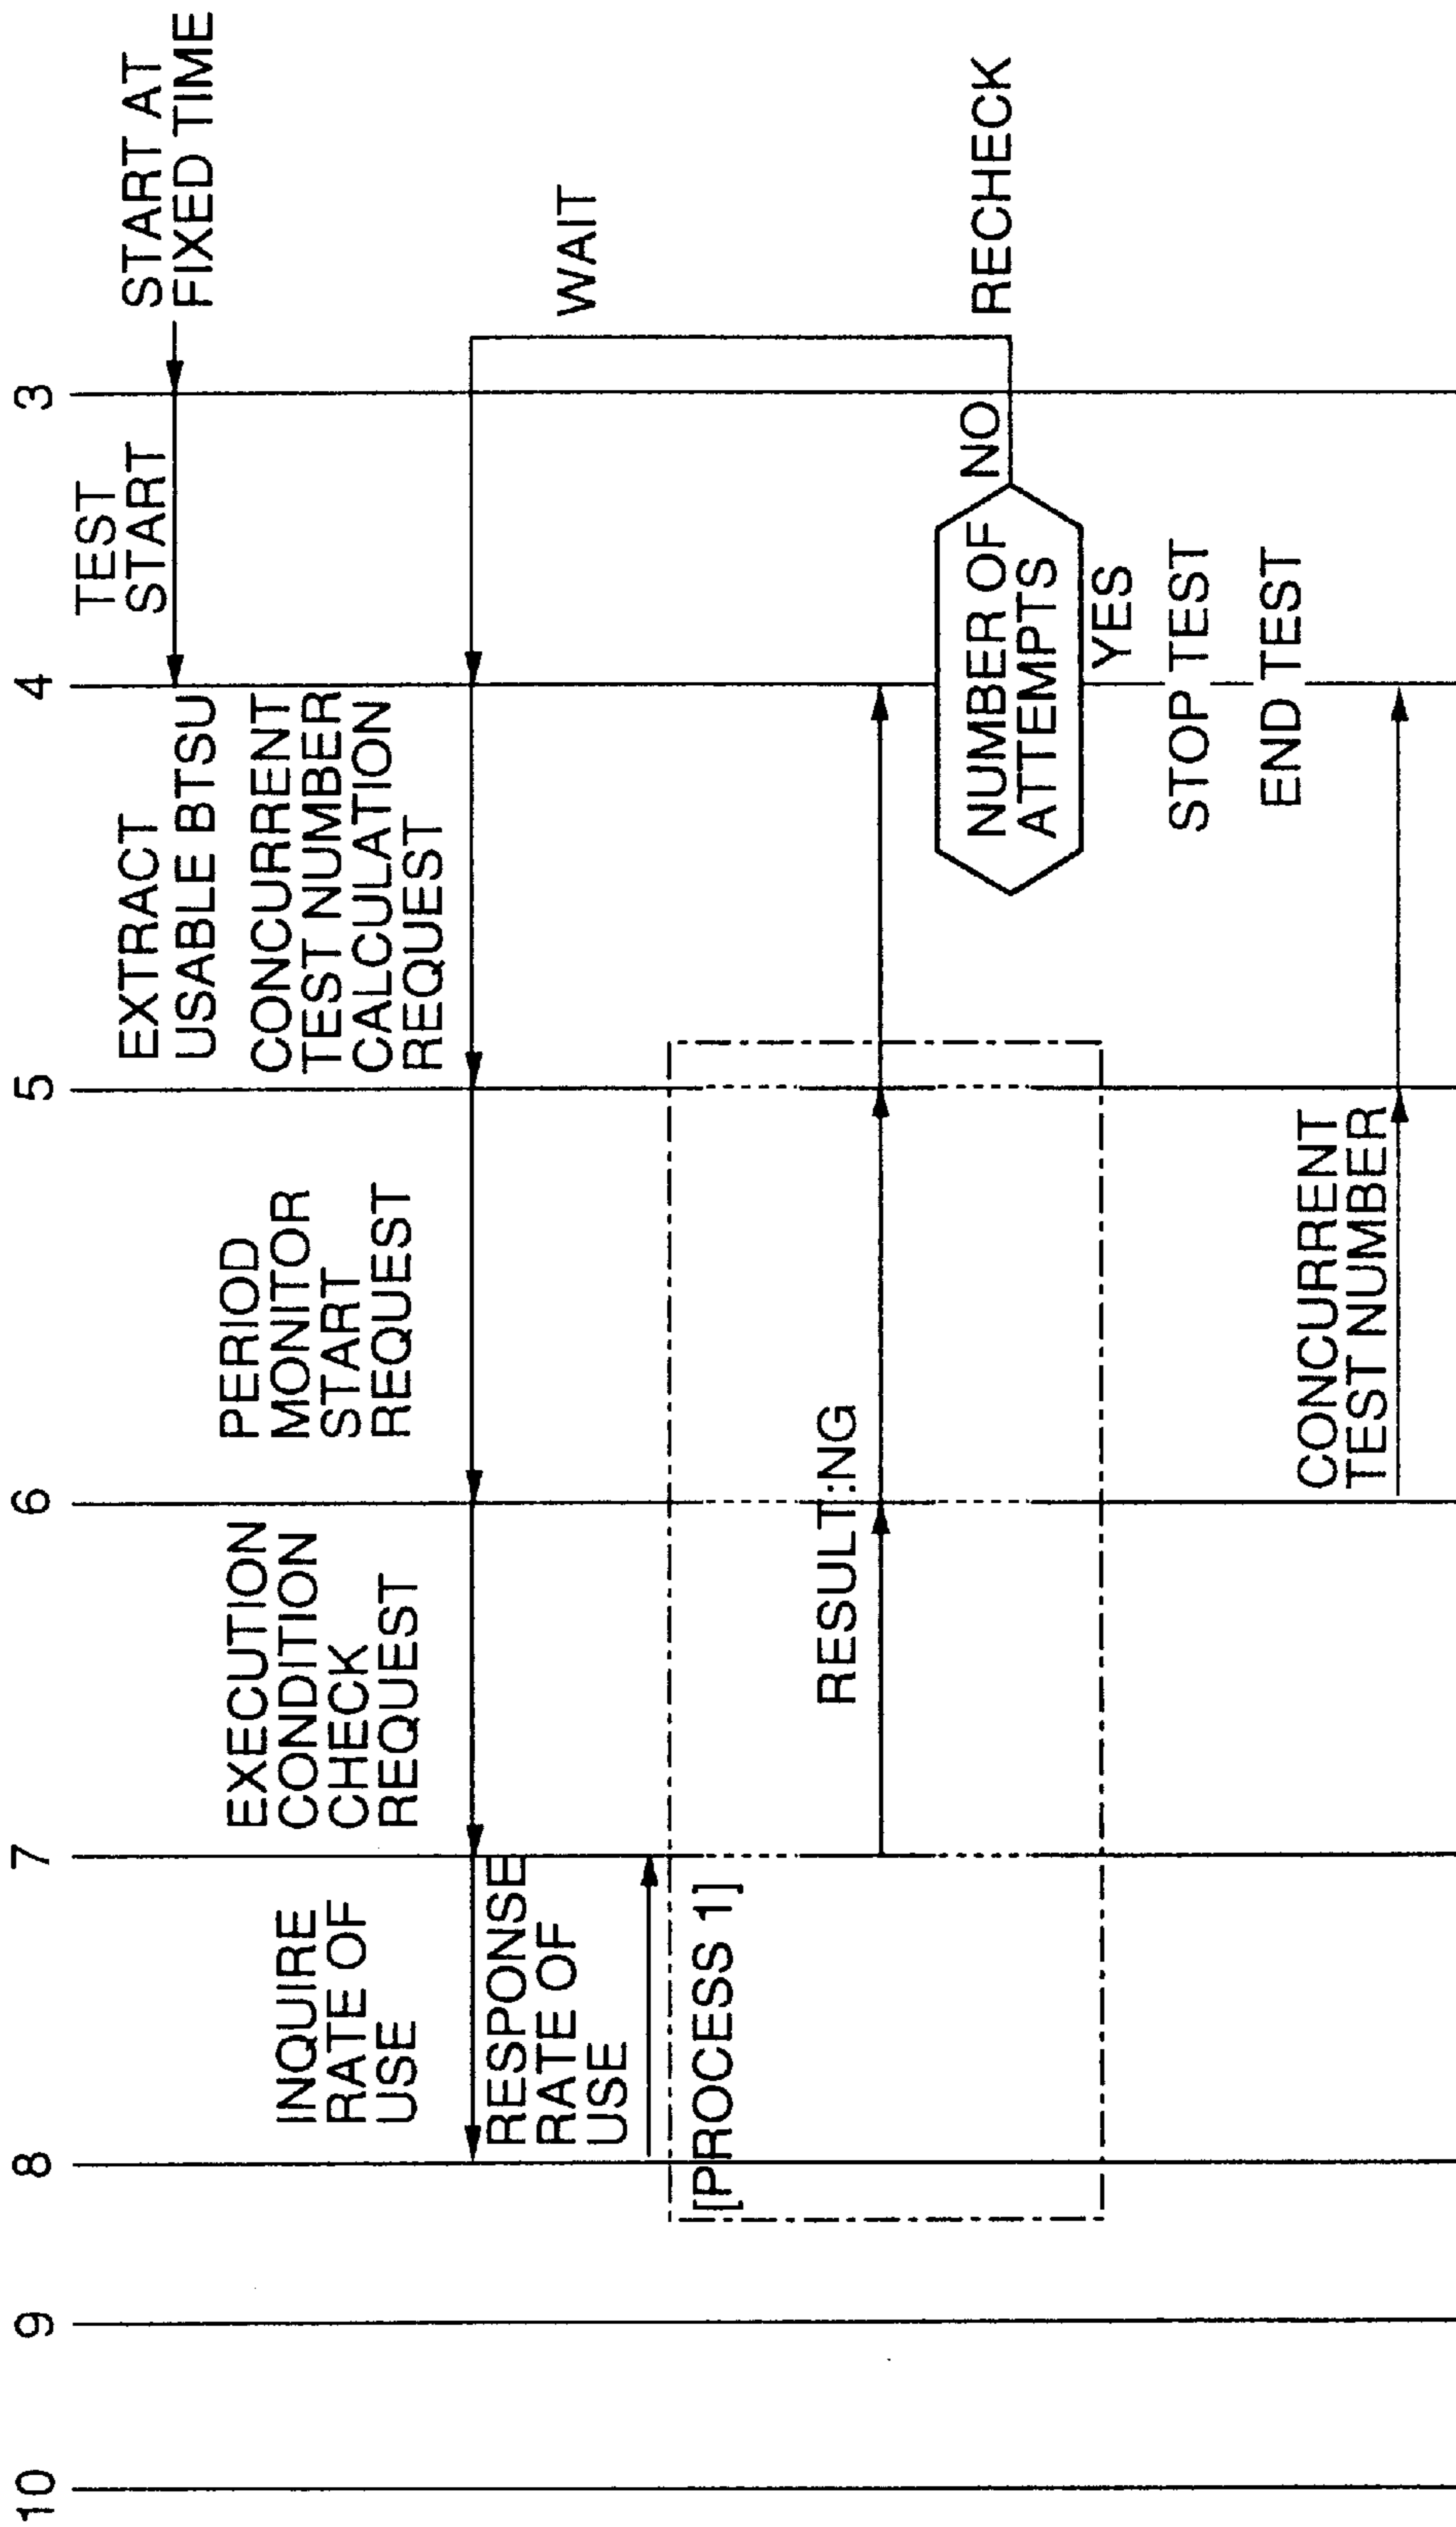 10
9
8
7
6
5
4
3
START AT
FIXED TIME
TEST
START
EXTRACT
USABLE BTSU
CONCURRENT
TEST NUMBER
CALCULATION
REQUEST
PERIOD
MONITOR
START
REQUEST
EXECUTION
CONDITION
CHECK
REQUEST
INQUIRE
RATE OF
USE
RESPONSE
RATE OF
USE
WAIT
[PROCESS 1]
RESULT:NG
NUMBER OF
ATTEMPTS
NO
RECHECK
YES
STOP TEST
END TEST
CONCURRENT
TEST NUMBER